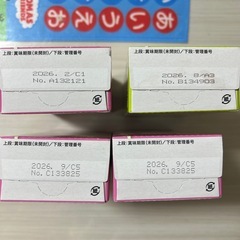 THOMAS
あいうえお
上段:賞味期限(未開封)/下段:管理番号
2026. 2/C1
No. A132121
上段:賞味期限(未開封)/下段:管理番号
2026. 8/A3
No. B134903
上段:賞味期限(未開封)/下段:管理番号
2026. 9/C5
No. C133825
上段:賞味期限(未開封)/下段:管理番号
2026. 9/C5
No. C133825